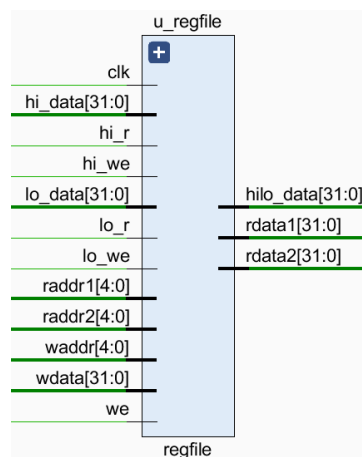 u_regfile
clk
hi_data[31:0]
hi_r
hi_we
lo_data[31:0]
lo_r
lo_we
raddr1[4:0]
raddr2[4:0]
waddr[4:0]
wdata[31:0]
we
hilo_data[31:0]
rdata1[31:0]
rdata2[31:0]
regfile